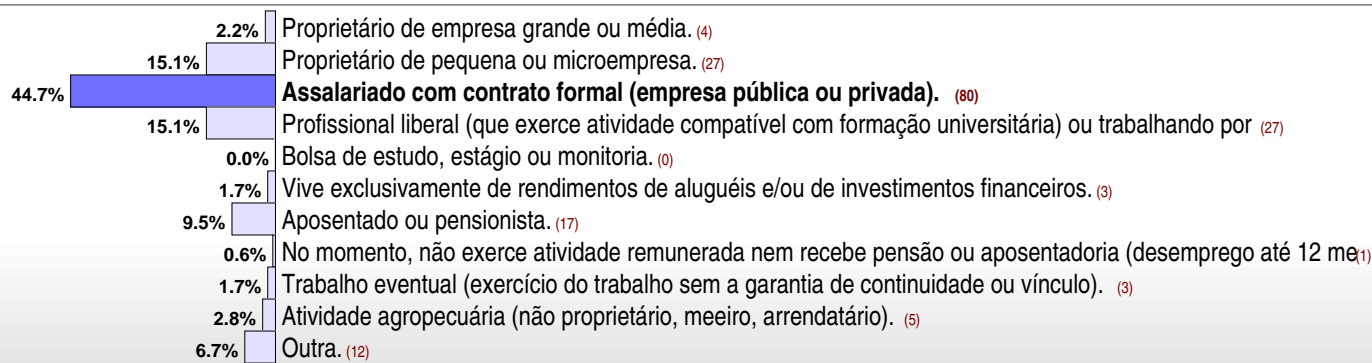 2.2% Proprietário de empresa grande ou média. (4)
15.1% Proprietário de pequena ou microempresa. (27)
44.7% Assalariado com contrato formal (empresa pública ou privada). (80)
15.1% Profissional liberal (que exerce atividade compatível com formação universitária) ou trabalhando por (27)
0.0% Bolsa de estudo, estágio ou monitoria. (0)
1.7% Vive exclusivamente de rendimentos de aluguéis e/ou de investimentos financeiros. (3)
9.5% Aposentado ou pensionista. (17)
0.6% No momento, não exerce atividade remunerada nem recebe pensão ou aposentadoria (desemprego até 12 me (1)
1.7% Trabalho eventual (exercício do trabalho sem a garantia de continuidade ou vínculo). (3)
2.8% Atividade agropecuária (não proprietário, meeiro, arrendatário). (5)
6.7% Outra. (12)